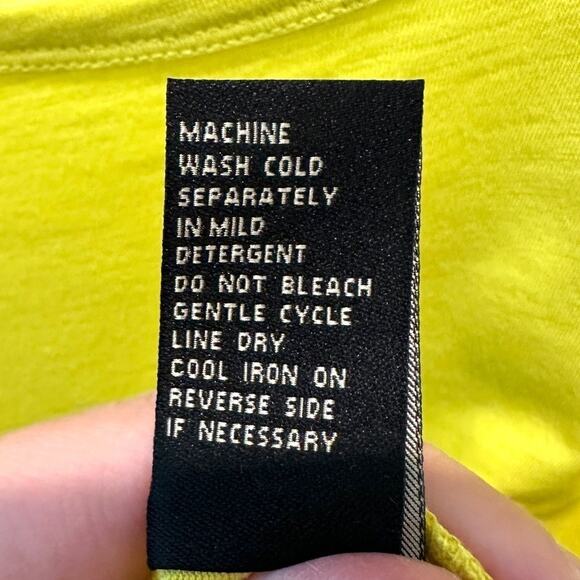 MACHINE
WASH COLD
SEPARATELY
IN MILD
DETERGENT
DO NOT BLEACH
GENTLE CYCLE
LINE DRY
COOL IRON ON
REVERSE SIDE
IF NECESSARY